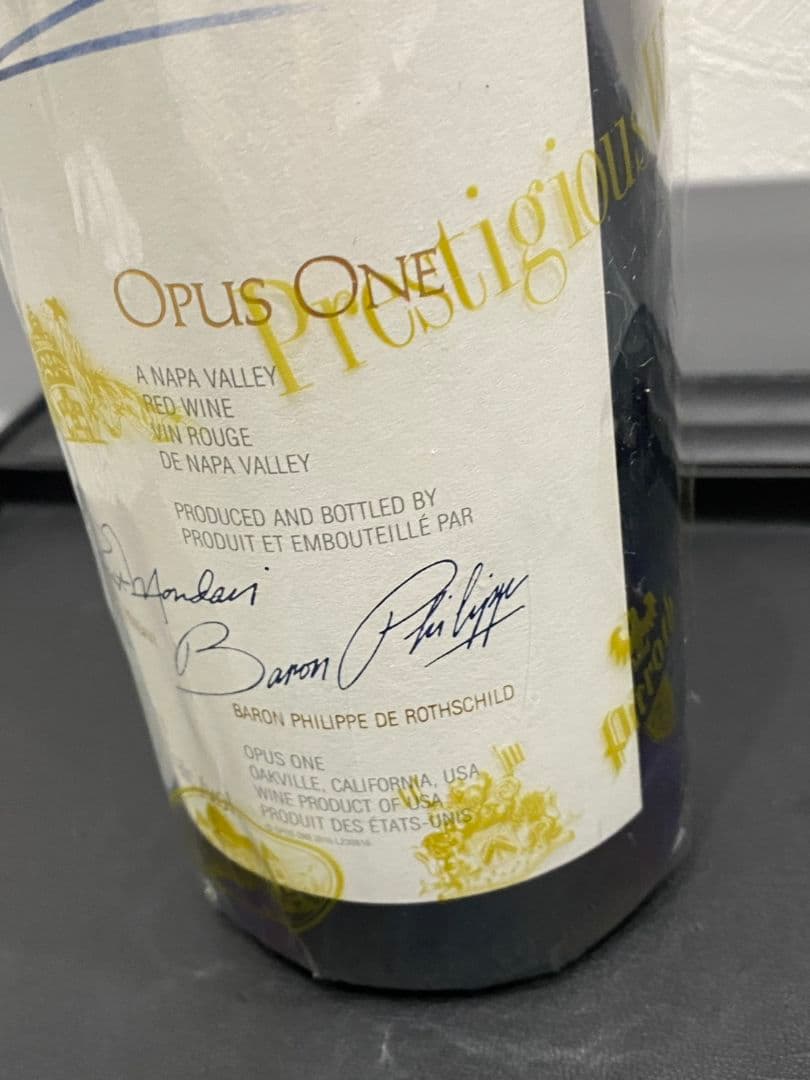 OPUS ONE
Prestigious
A NAPA VALLEY
RED WINE
VIN ROUGE
DE NAPA VALLEY
PRODUCED AND BOTTLED BY
PRODUIT ET EMBOUTEILLÉ PAR
Mondavi
Baron Philippe
BARON PHILIPPE DE ROTHSCHILD
OPUS ONE
OAKVILLE, CALIFORNIA, USA
WINE PRODUCT OF USA
PRODUIT DES ÉTATS-UNIS